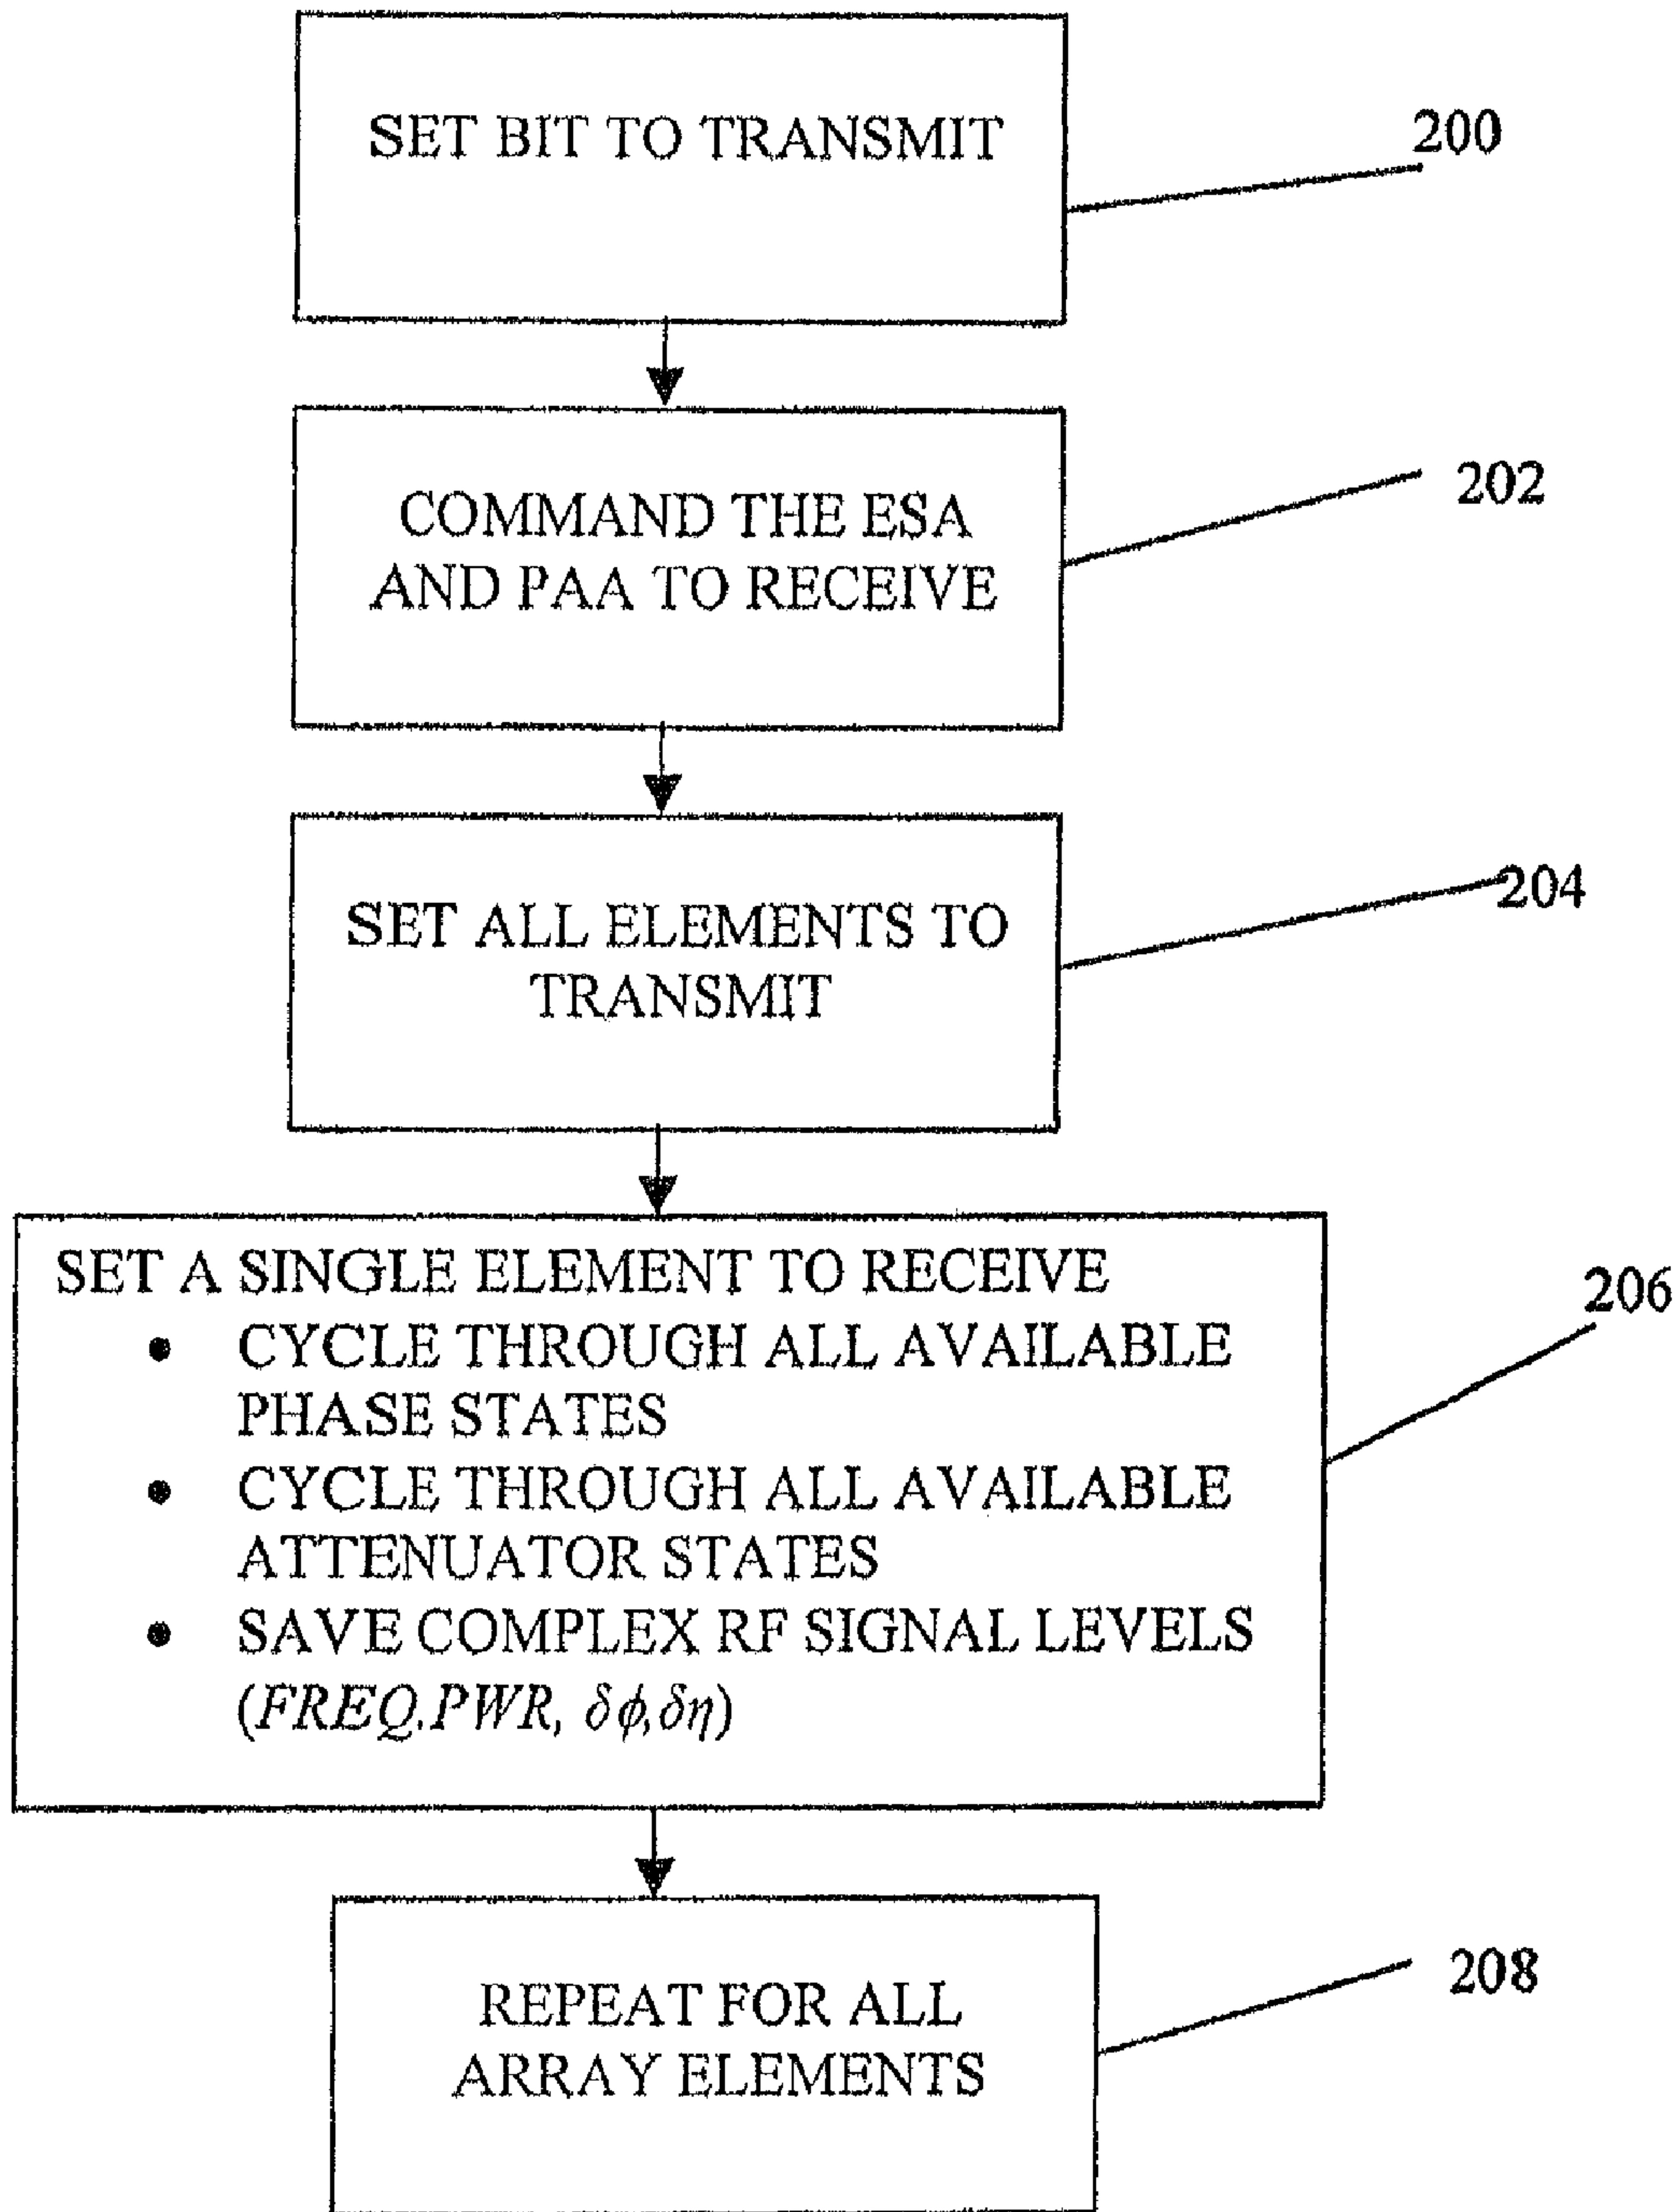 SET BIT TO TRANSMIT
200
COMMAND THE ESA
AND PAA TO RECEIVE
202
SET ALL ELEMENTS TO
TRANSMIT
204
SET A SINGLE ELEMENT TO RECEIVE
• CYCLE THROUGH ALL AVAILABLE
PHASE STATES
• CYCLE THROUGH ALL AVAILABLE
ATTENUATOR STATES
• SAVE COMPLEX RF SIGNAL LEVELS
(FREQ.PWR, δϕ,δη)
206
REPEAT FOR ALL
ARRAY ELEMENTS
208